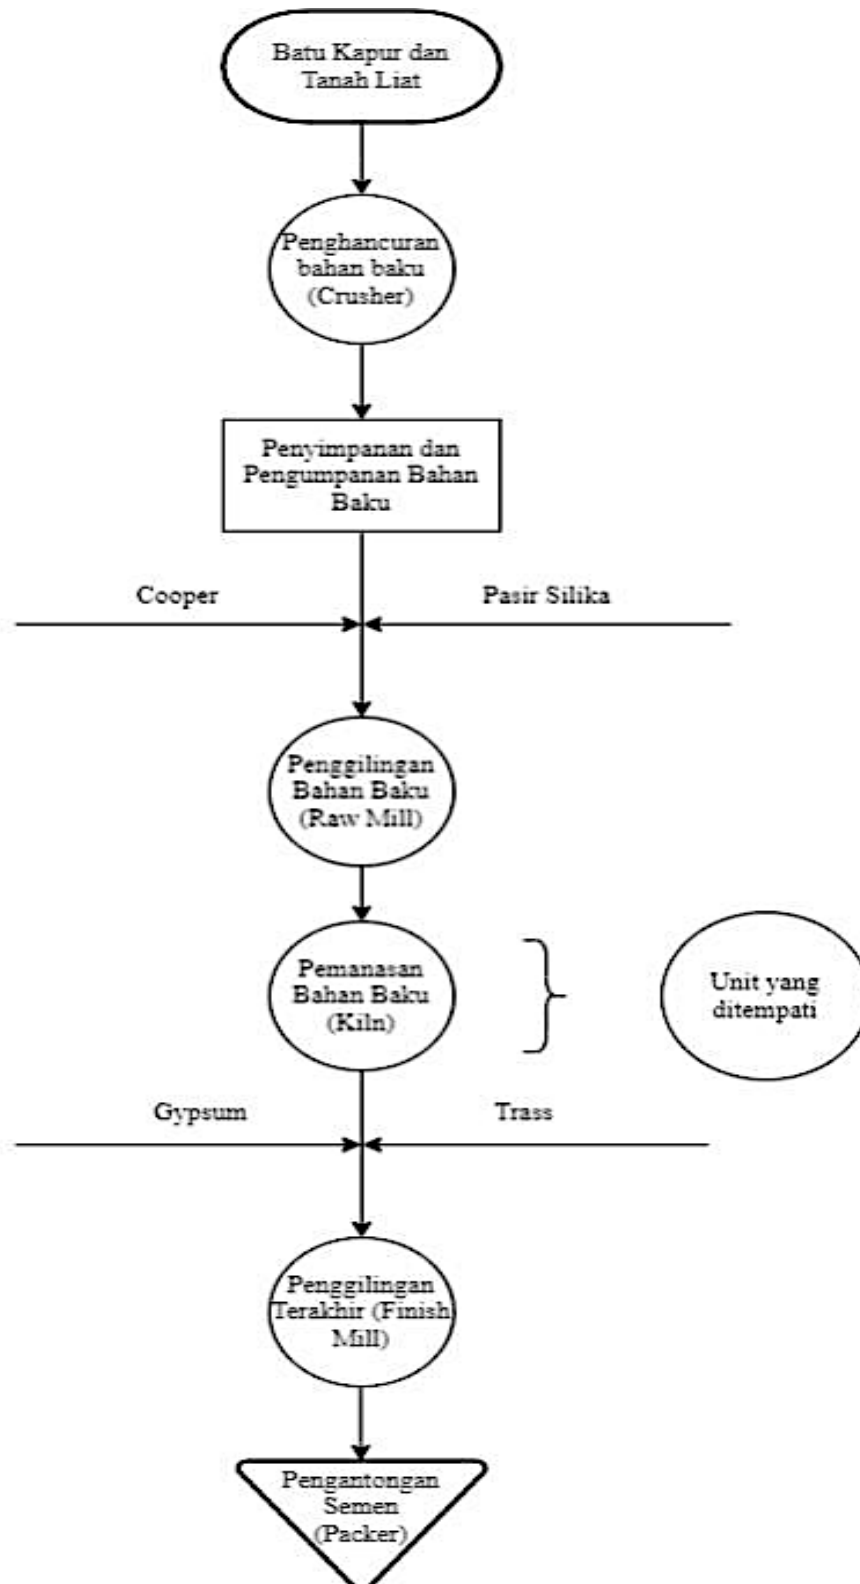 Batu Kapur dan
Tanah Liat
Penghancuran
bahan baku
(Crusher)
Penyimpanan dan
Pengumpanan Bahan
Baku
Cooper
Pasir Silika
Penggilingan
Bahan Baku
(Raw Mill)
Pemanasan
Bahan Baku
(Kiln)
Unit yang
ditempati
Gypsum
Trass
Penggilingan
Terakhir (Finish
Mill)
Pengantongan
Semen
(Packer)